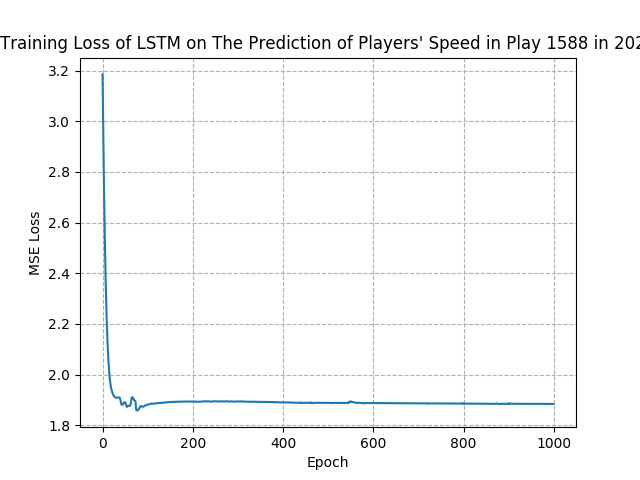 Training Loss of LSTM on The Prediction of Players' Speed in Play 1588 in 202
3.2
3.0
2.8
2.6
2.4
2.2
2.0
1.8
MSE Loss
0 200 400 600 800 1000
Epoch